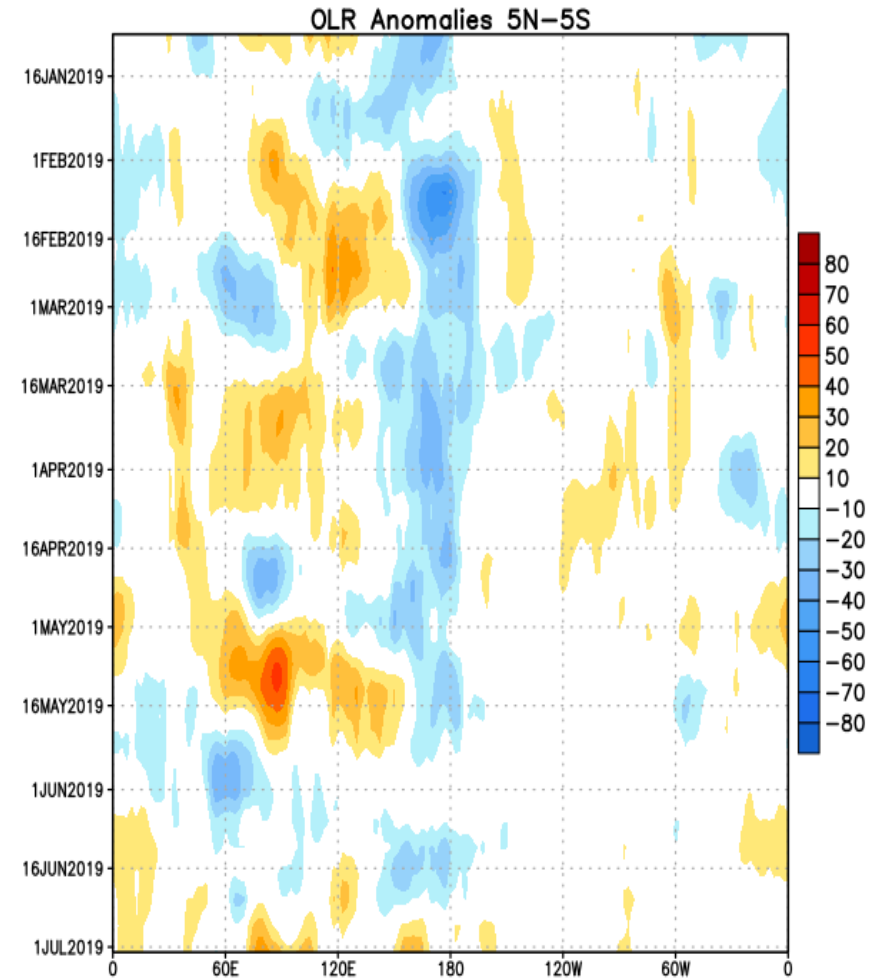 OLR Anomalies 5N-5S
16JAN2019
1FEB2019
16FEB2019
1MAR2019
16MAR2019
1APR2019
16APR2019
1MAY2019
16MAY2019
1JUN2019
16JUN2019
1JUL2019
0 60E 120E 180 120W 60W 0
80
70
60
50
40
30
20
10
-10
-20
-30
-40
-50
-60
-70
-80